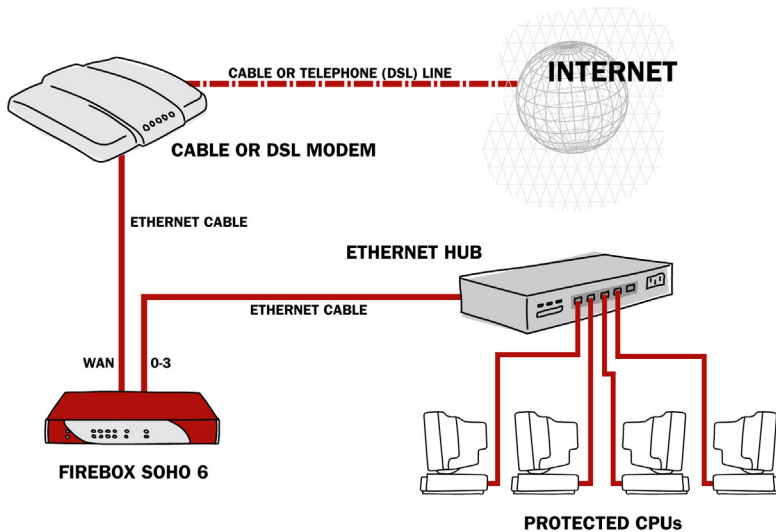 CABLE OR TELEPHONE (DSL) LINE
INTERNET
CABLE OR DSL MODEM
ETHERNET CABLE
ETHERNET HUB
ETHERNET CABLE
WAN
0-3
FIREBOX SOHO 6
PROTECTED CPUs